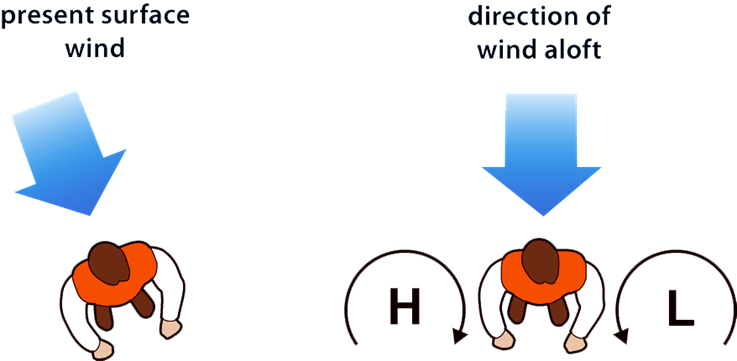 present surface
wind
direction of
wind aloft
H
L